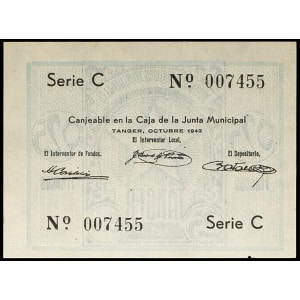 Serie C Nº 007455
Canjeable en la Caja de la Junta Municipal
TANGER, OCTUBRE 1942
El Interventor Local,
El Interventor de Fondos, El Depositario,
Nº 007455 Serie C